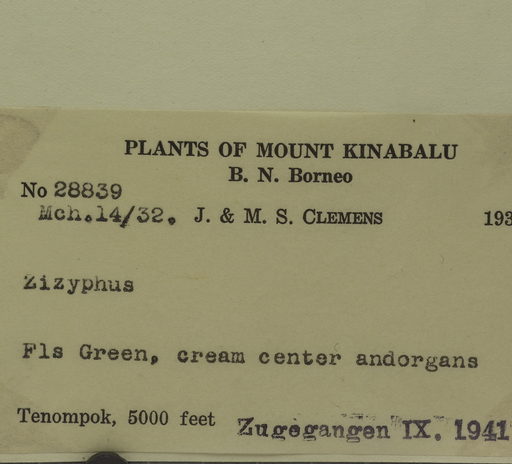 PLANTS OF MOUNT KINABALU
B. N. Borneo
No 28839
Mch.14/32. J. & M. S. CLEMENS 193
Zizyphus
Fls Green, cream center andorgans
Tenompok, 5000 feet Zugegangen IX. 1941